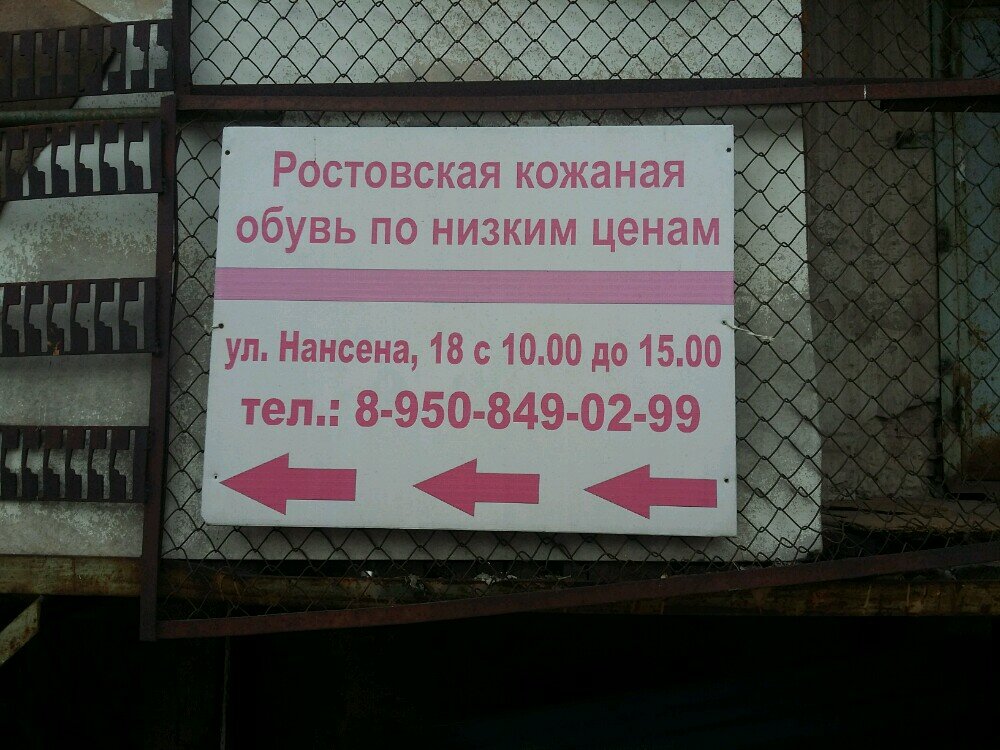 Ростовская кожаная
обувь по низким ценам
ул. Нансена, 18 с 10.00 до 15.00
тел.: 8-950-849-02-99